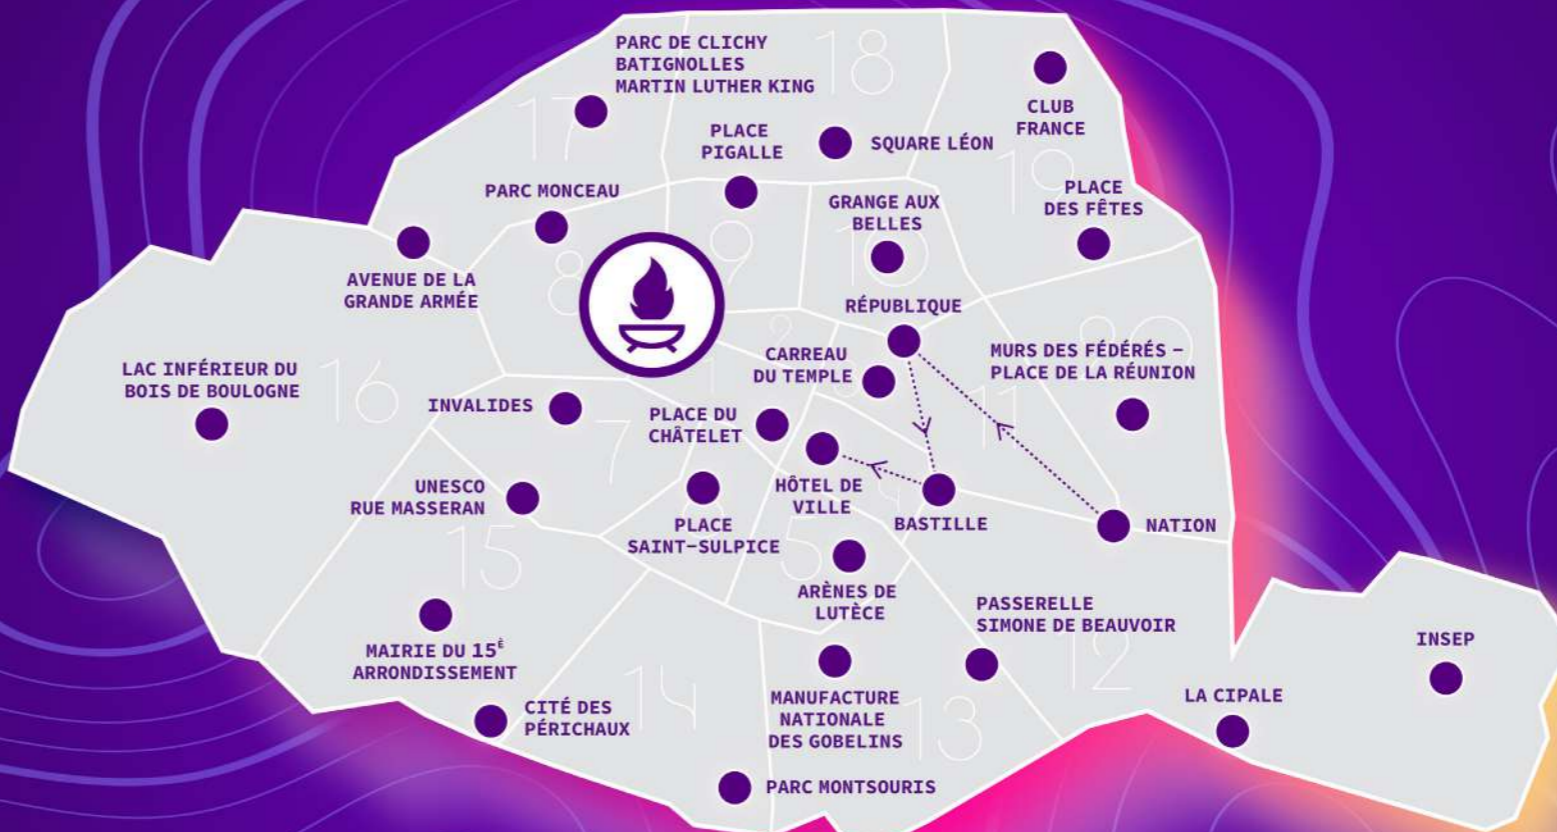 PARC DE CLICHY
BATIGNOLLES
MARTIN LUTHER KING
18
17
CLUB
FRANCE
PLACE
PIGALLE
SQUARE LÉON
19
PARC MONCEAU
PLACE
DES FÊTES
GRANGE AUX
BELLES
10
9
8
AVENUE DE LA
GRANDE ARMÉE
RÉPUBLIQUE
2
20
CARREAU
DU TEMPLE
3
MURS DES FÉDÉRÉS –
PLACE DE LA RÉUNION
LAC INFÉRIEUR DU
BOIS DE BOULOGNE
16
1
INVALIDES
PLACE DU
CHÂTELET
11
7
UNESCO
RUE MASSERAN
HÔTEL DE
VILLE
4
BASTILLE
NATION
6
PLACE
SAINT-SULPICE
5
15
ARÈNES DE
LUTÈCE
PASSERELLE
SIMONE DE BEAUVOIR
12
INSEP
MAIRIE DU 15È
ARRONDISSEMENT
14
MANUFACTURE
NATIONALE
DES GOBELINS
13
LA CIPALE
CITÉ DES
PÉRICHAUX
PARC MONTSOURIS